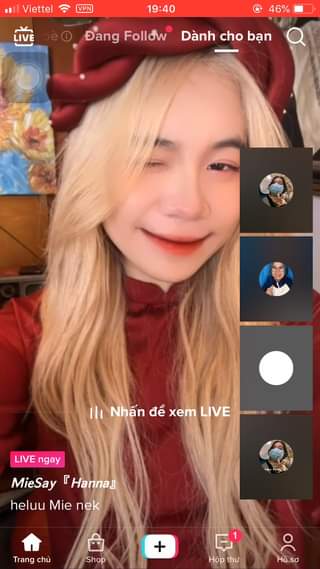 Viettel VPN 19:40 46%
LIVE Đang Follow Dành cho bạn
Nhấn để xem LIVE
LIVE ngay
MieSay『Hanna』
heluu Mie nek
1
Trang chủ Shop Hộp thư Hồ sơ